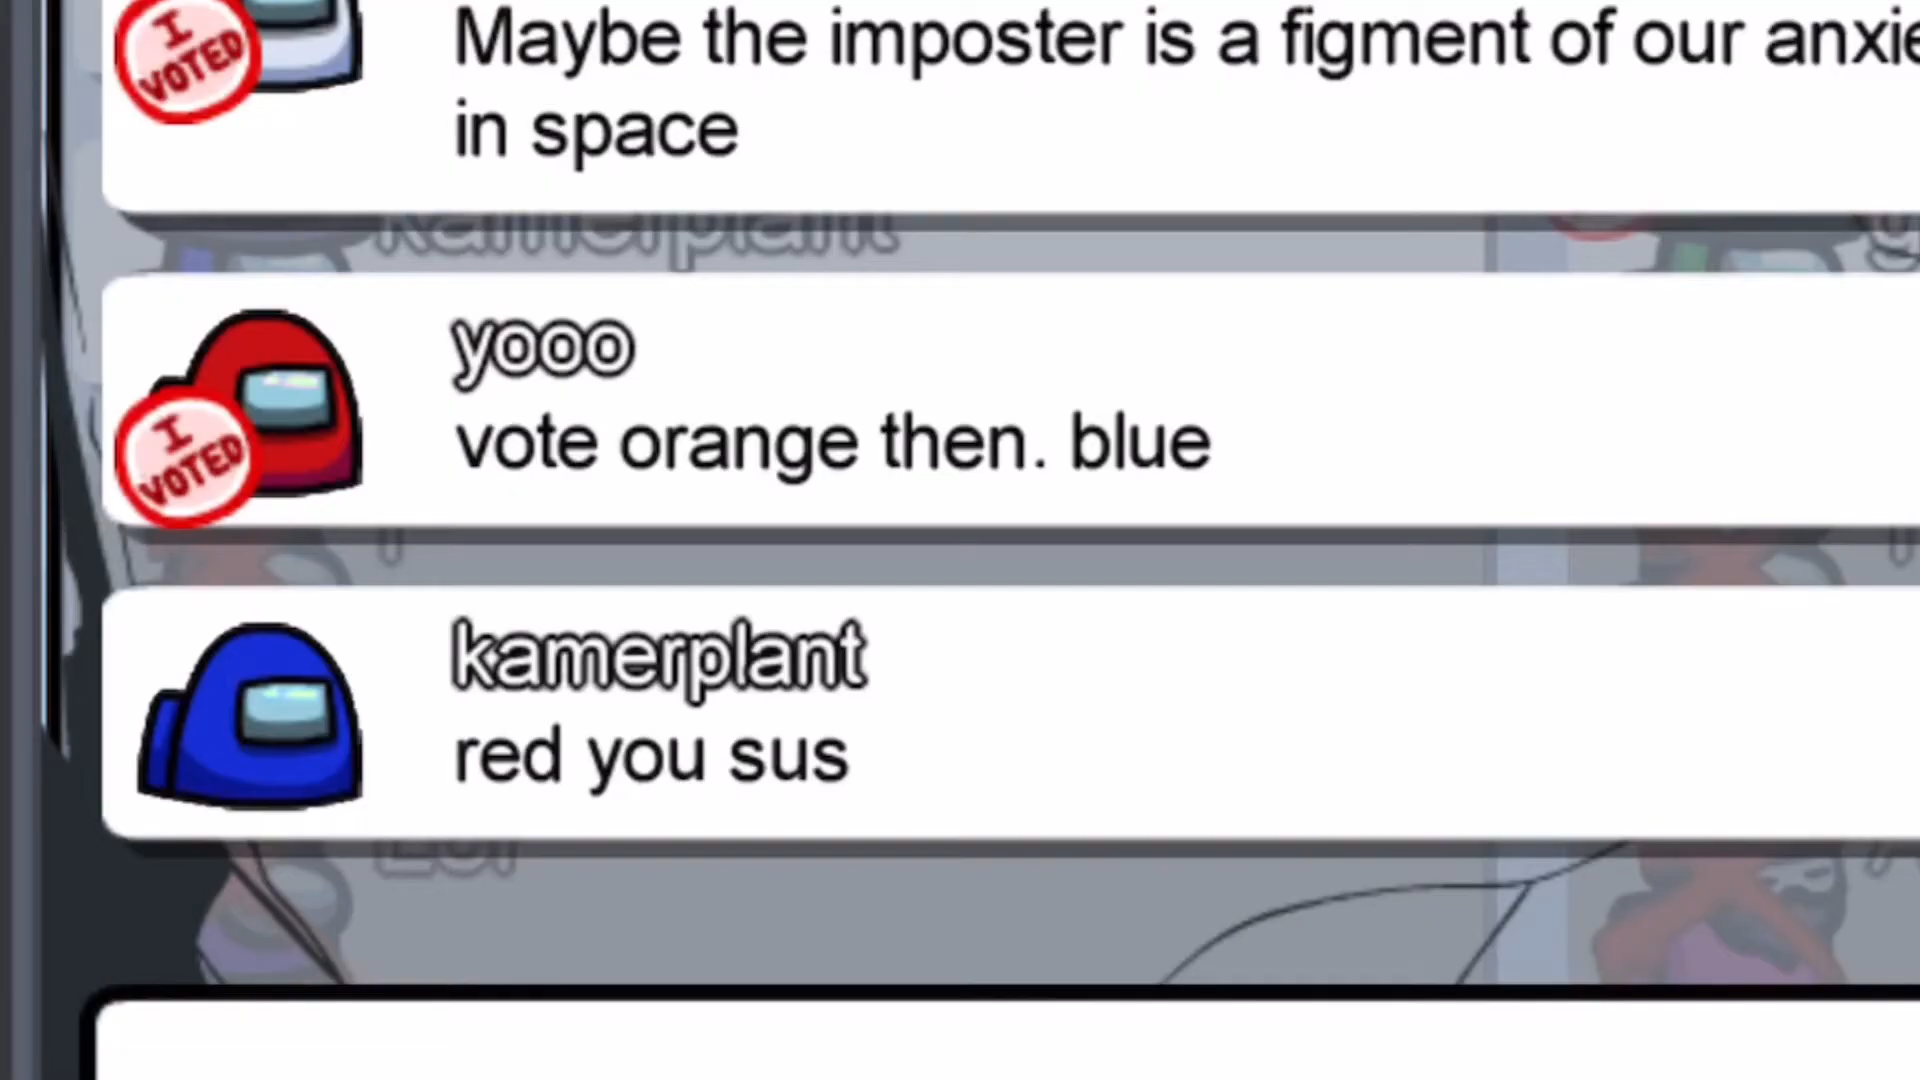 I VOTED
Maybe the imposter is a figment of our
in space
kamerplant
yooo
I VOTED
vote orange then. blue
kamerplant
red you sus